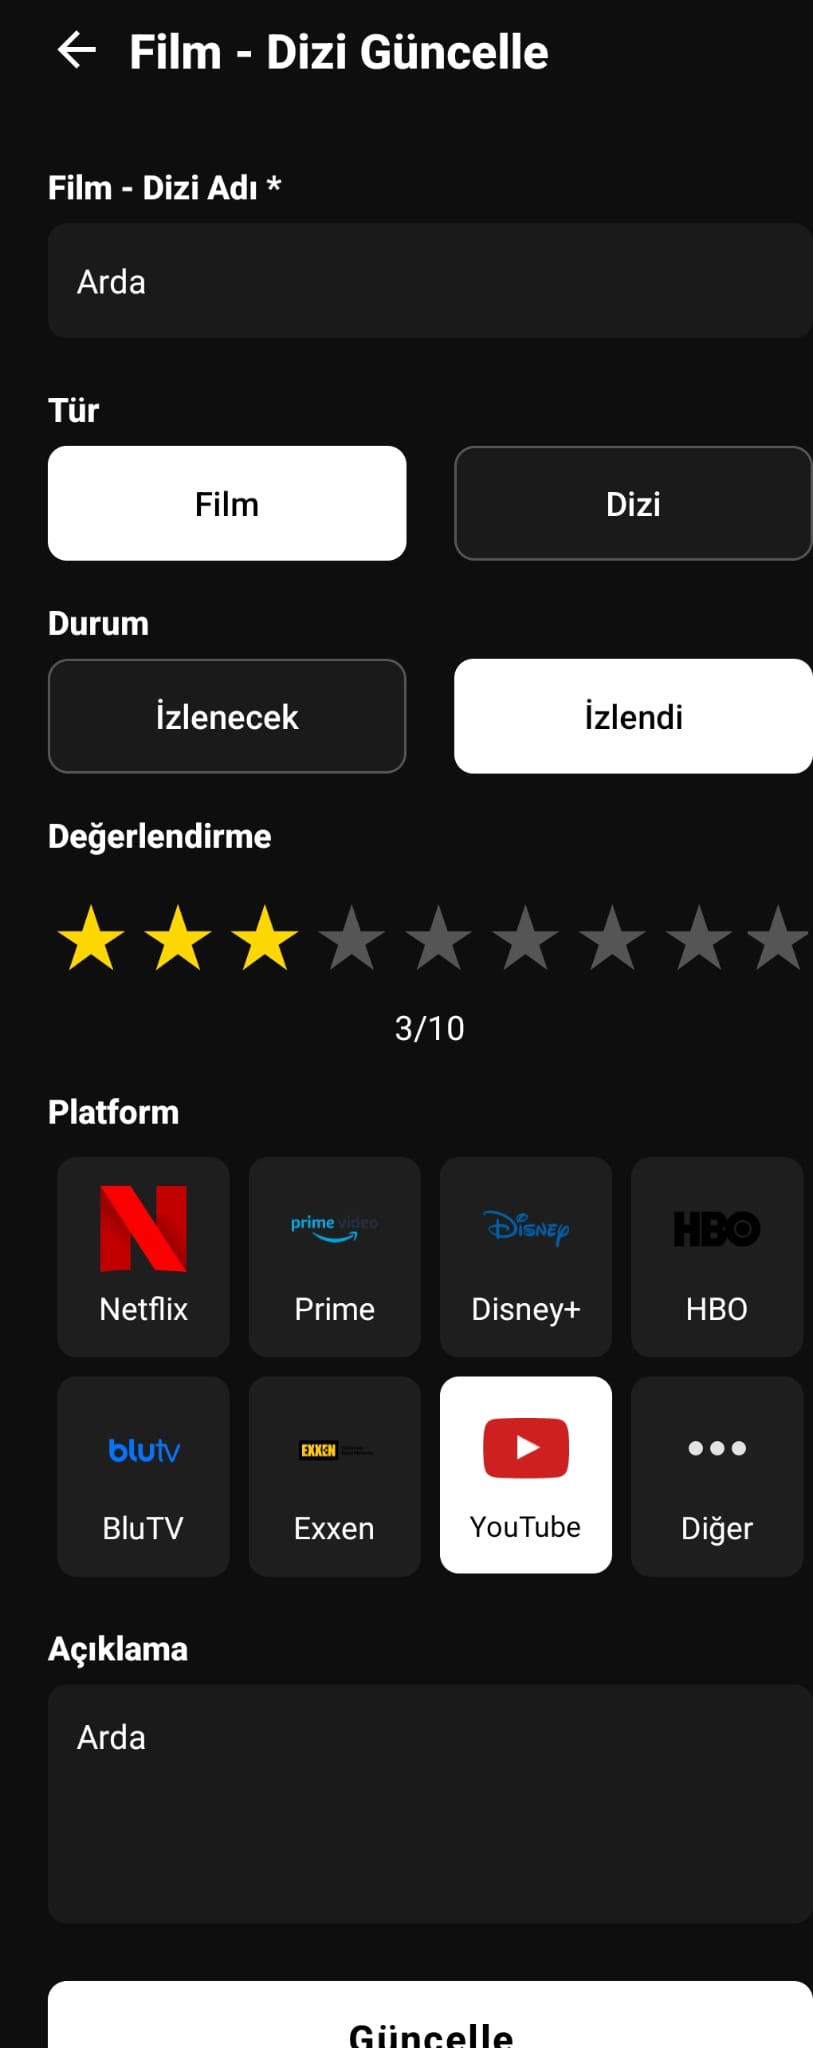 Film - Dizi Güncelle
Film - Dizi Adı *
Arda
Tür
Film
Dizi
Durum
İzlenecek
İzlendi
Değerlendirme
3/10
Platform
prime video
Disney
HBO
Netflix
Prime
Disney+
HBO
blutv
EXXEN
BluTV
Exxen
YouTube
Diğer
Açıklama
Arda
Güncelle